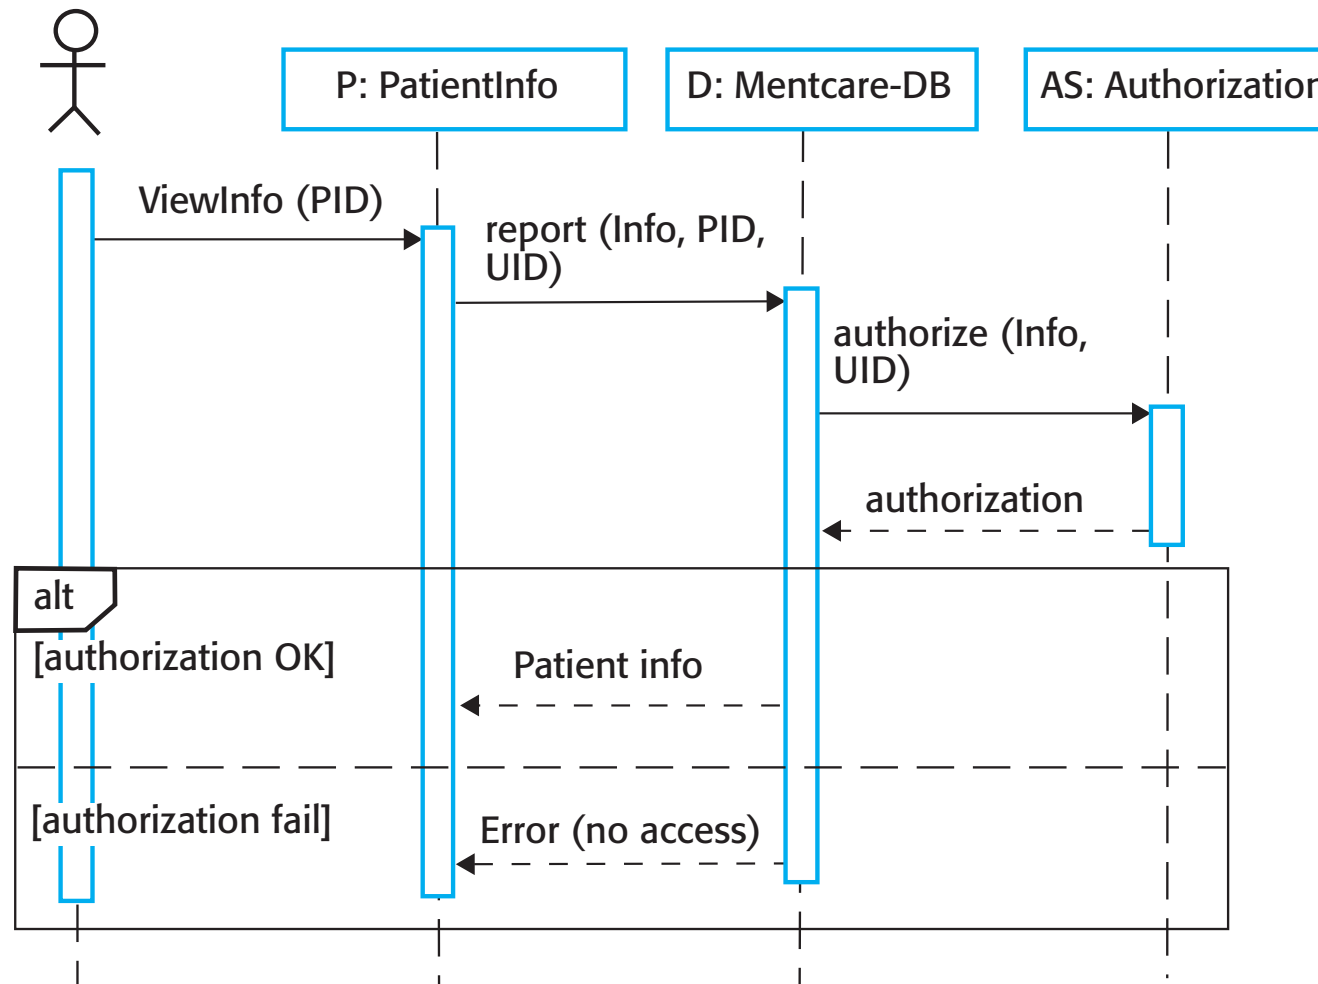 P: PatientInfo
D: Mentcare-DB
AS: Authorization
ViewInfo (PID)
report (Info, PID,
UID)
authorize (Info,
UID)
authorization
alt
[authorization OK]
Patient info
[authorization fail]
Error (no access)